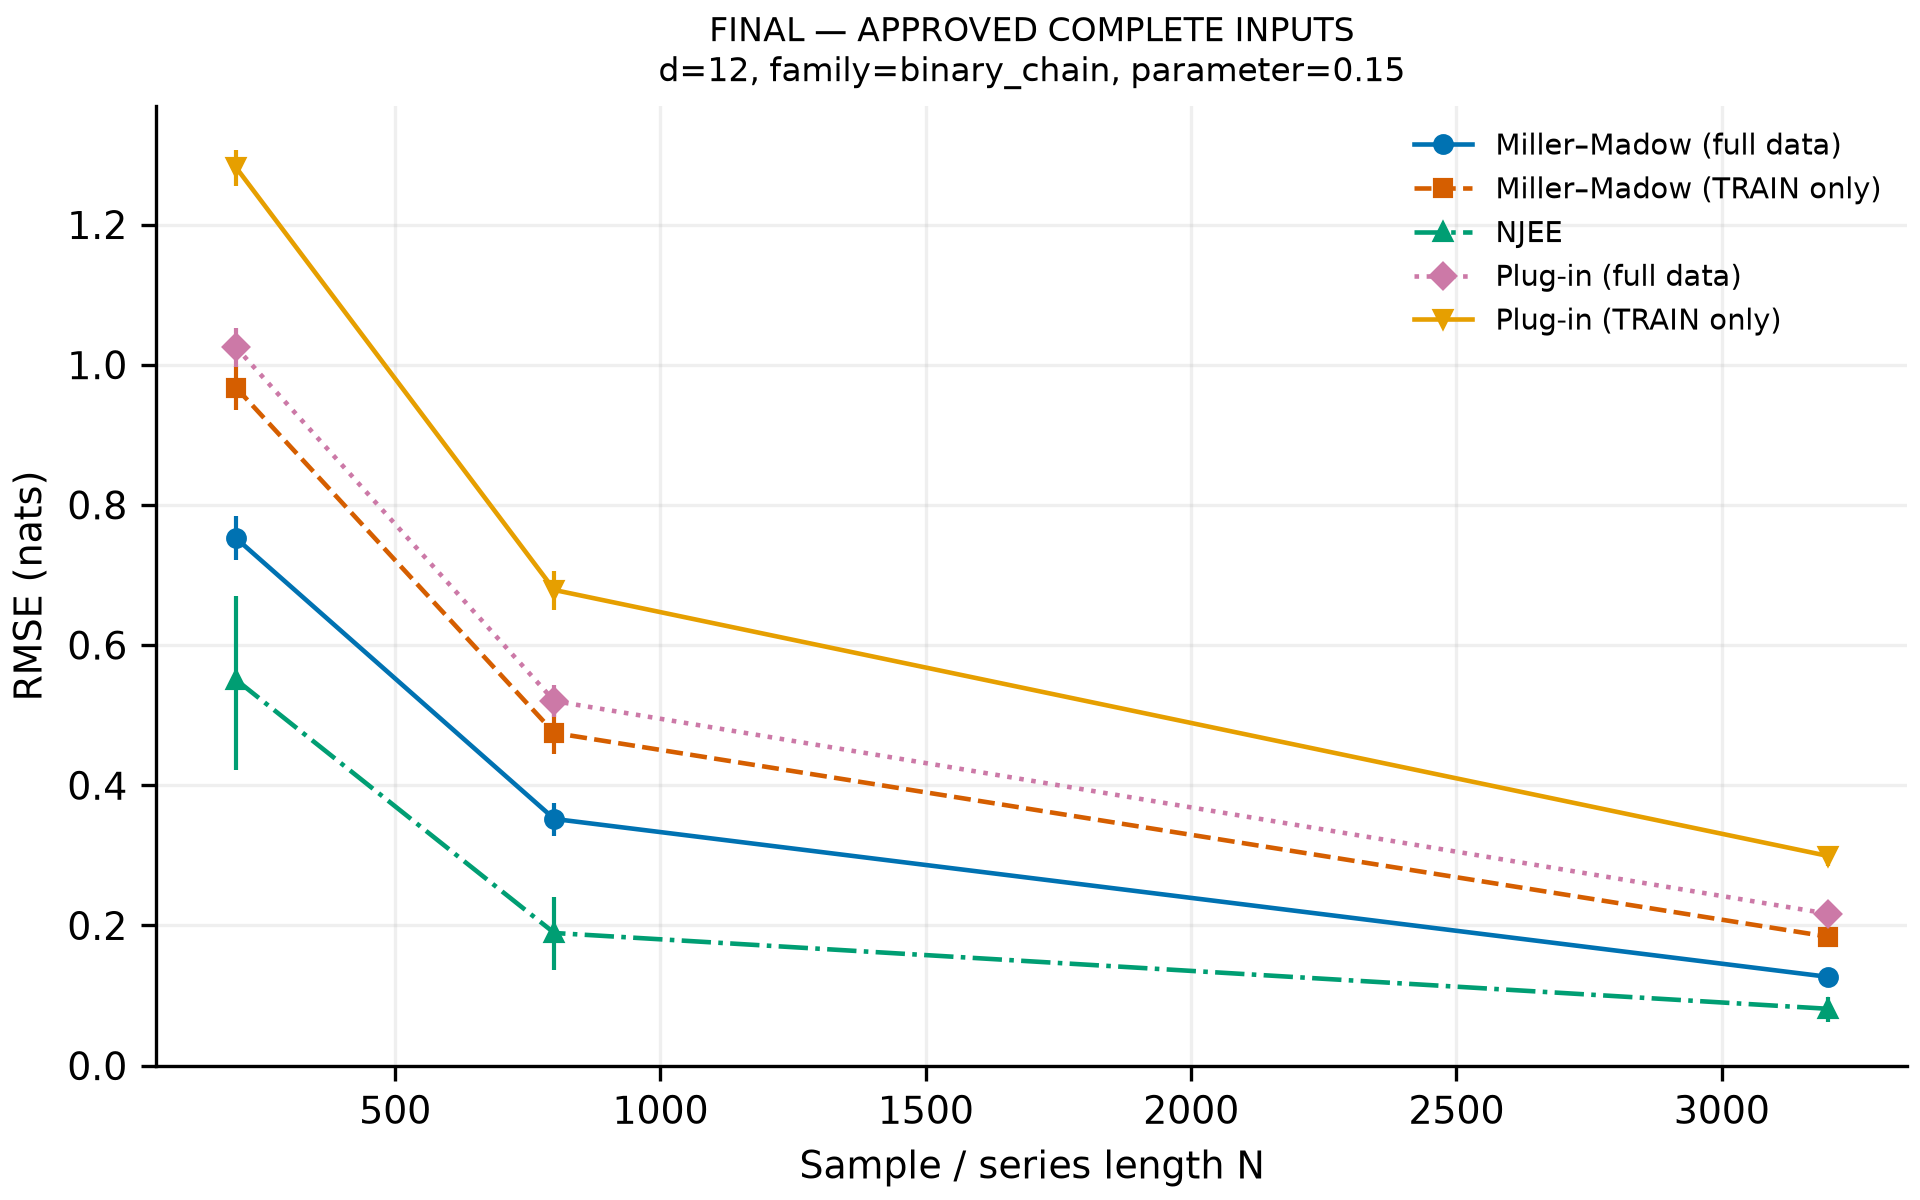 FINAL — APPROVED COMPLETE INPUTS
d=12, family=binary_chain, parameter=0.15
Miller–Madow (full data)
Miller–Madow (TRAIN only)
NJEE
Plug-in (full data)
Plug-in (TRAIN only)
RMSE (nats)
1.2
1.0
0.8
0.6
0.4
0.2
0.0
500 1000 1500 2000 2500 3000
Sample / series length N